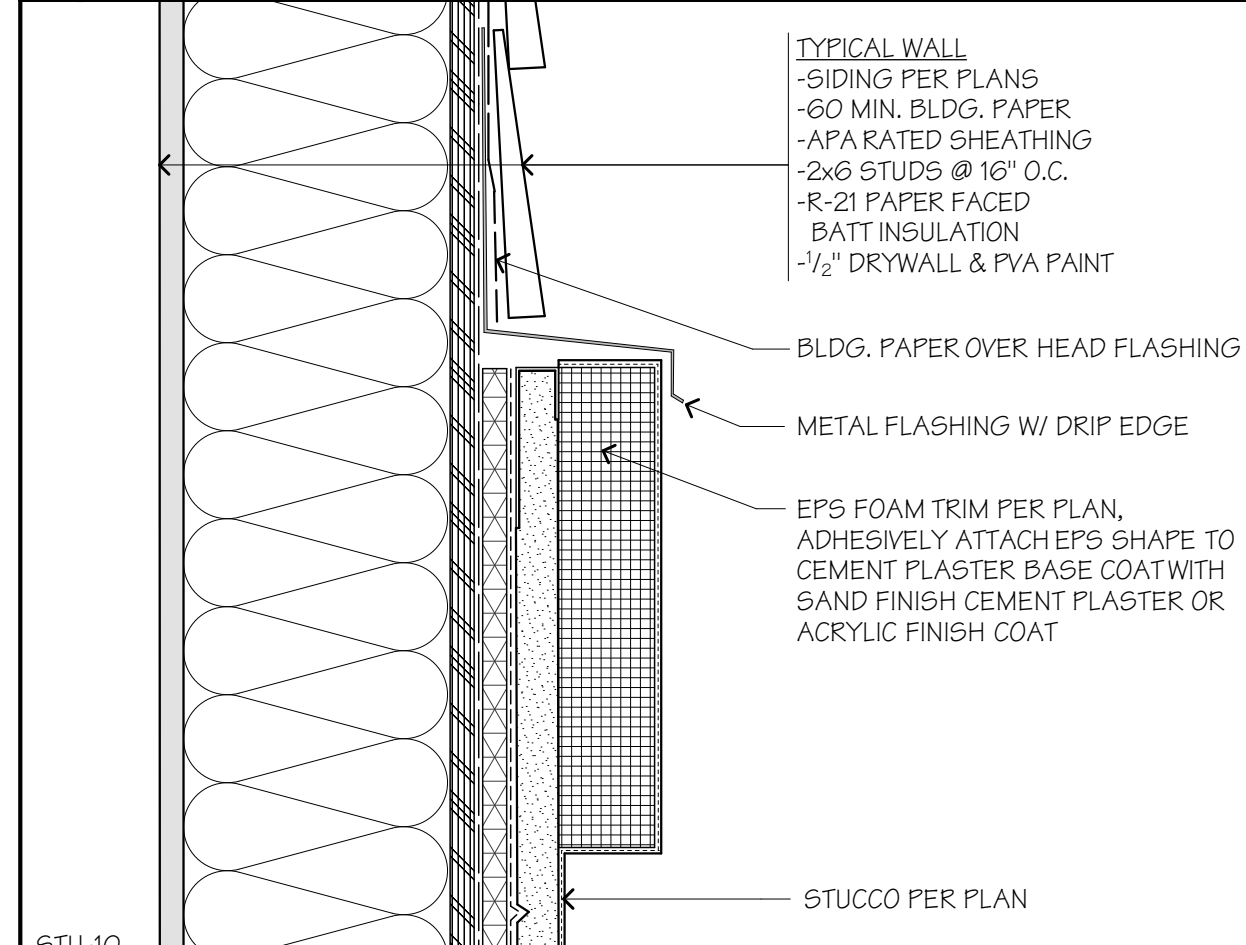 TYPICAL WALL
-SIDING PER PLANS
-60 MIN. BLDG. PAPER
-APA RATED SHEATHING
-2x6 STUDS @ 16" O.C.
-R-21 PAPER FACED
BATT INSULATION
-1/2" DRYWALL & PVA PAINT
BLDG. PAPER OVER HEAD FLASHING
METAL FLASHING W/ DRIP EDGE
EPS FOAM TRIM PER PLAN,
ADHESIVELY ATTACH EPS SHAPE TO
CEMENT PLASTER BASE COAT WITH
SAND FINISH CEMENT PLASTER OR
ACRYLIC FINISH COAT
STUCCO PER PLAN